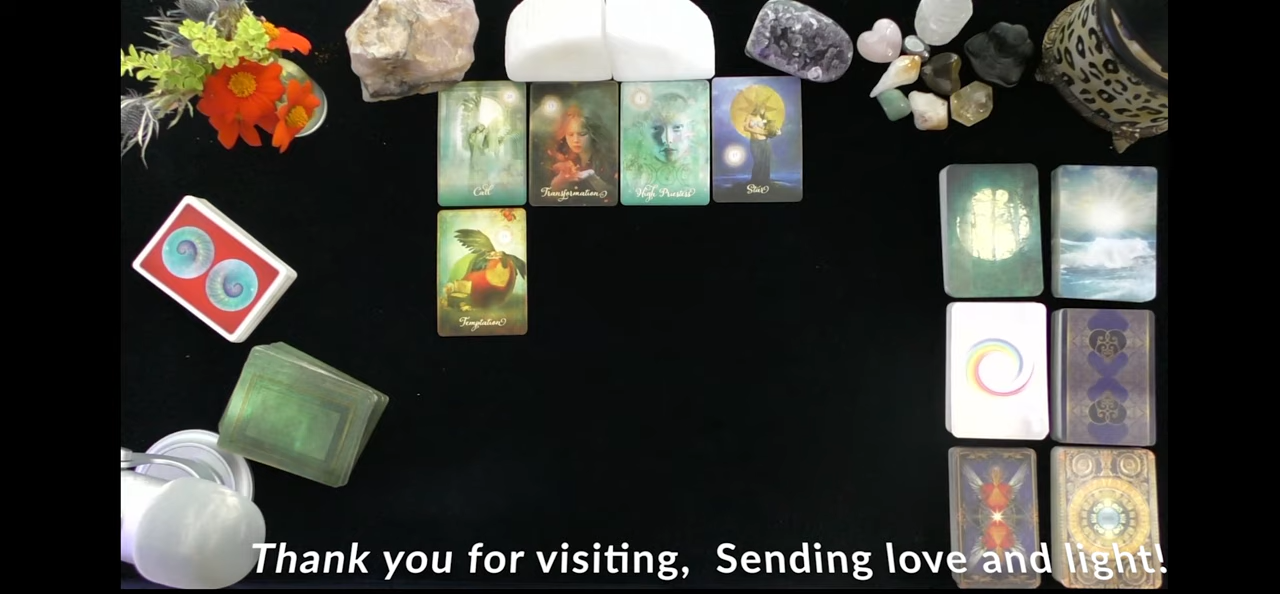 Call
Transformation
High Priestess
Star
Temptation
Thank you for visiting, Sending love and light!